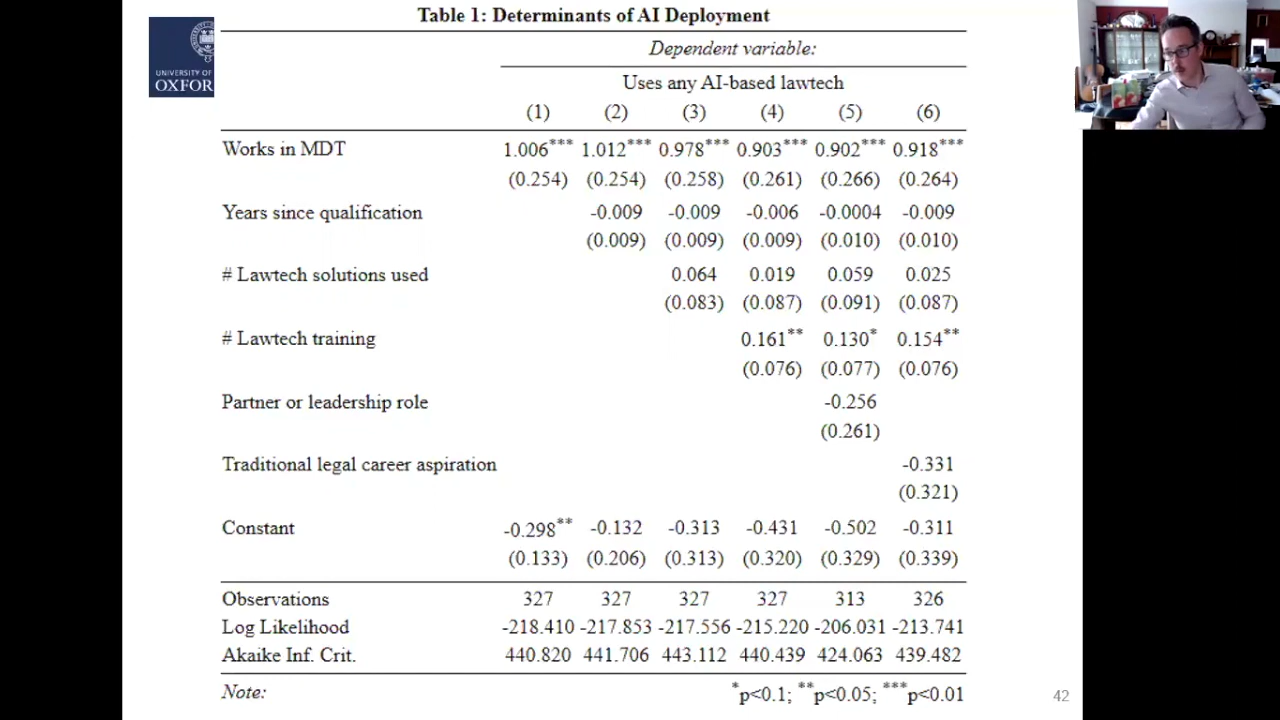 Table 1: Determinants of AI Deployment
UNIVERSITY OF
OXFOR
Dependent variable:
Uses any AI-based lawtech
(1) (2) (3) (4) (5) (6)
Works in MDT 1.006*** 1.012*** 0.978*** 0.903*** 0.902*** 0.918***
(0.254) (0.254) (0.258) (0.261) (0.266) (0.264)
Years since qualification -0.009 -0.009 -0.006 -0.0004 -0.009
(0.009) (0.009) (0.009) (0.010) (0.010)
# Lawtech solutions used 0.064 0.019 0.059 0.025
(0.083) (0.087) (0.091) (0.087)
# Lawtech training 0.161** 0.130* 0.154**
(0.076) (0.077) (0.076)
Partner or leadership role -0.256
(0.261)
Traditional legal career aspiration -0.331
(0.321)
Constant -0.298** -0.132 -0.313 -0.431 -0.502 -0.311
(0.133) (0.206) (0.313) (0.320) (0.329) (0.339)
Observations 327 327 327 327 313 326
Log Likelihood -218.410 -217.853 -217.556 -215.220 -206.031 -213.741
Akaike Inf. Crit. 440.820 441.706 443.112 440.439 424.063 439.482
Note: *p<0.1; **p<0.05; ***p<0.01
42